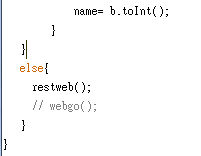 name= b.toInt();
}
}
else{
restweb();
// webgo();
}
}